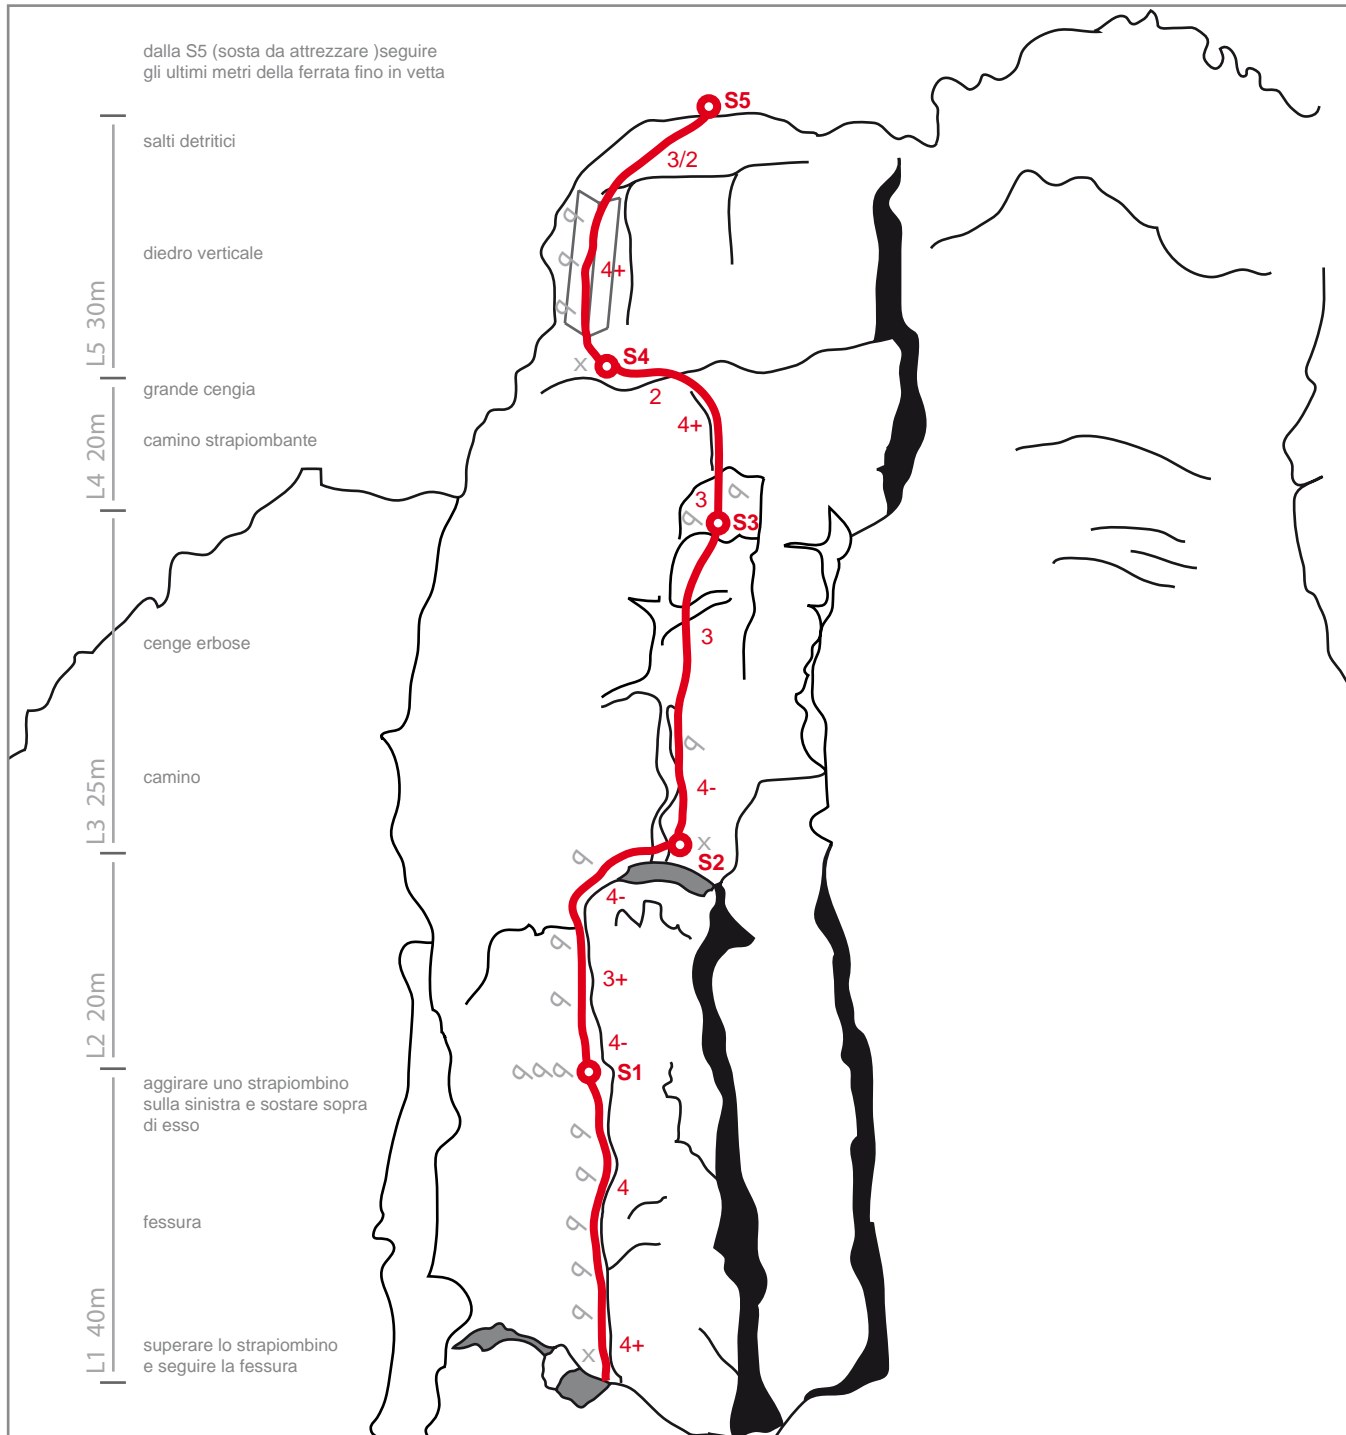 dalla S5 (sosta da attrezzare )seguire
gli ultimi metri della ferrata fino in vetta
S5
salti detritici
3/2
diedro verticale
4+
L5 30m
x
S4
grande cengia
2
camino strapiombante
4+
L4 20m
3
S3
cenge erbose
3
camino
4-
L3 25m
x
S2
4-
3+
L2 20m
4-
S1
aggirare uno strapiombino
sulla sinistra e sostare sopra
di esso
4
fessura
L1 40m
superare lo strapiombino
e seguire la fessura
x
4+